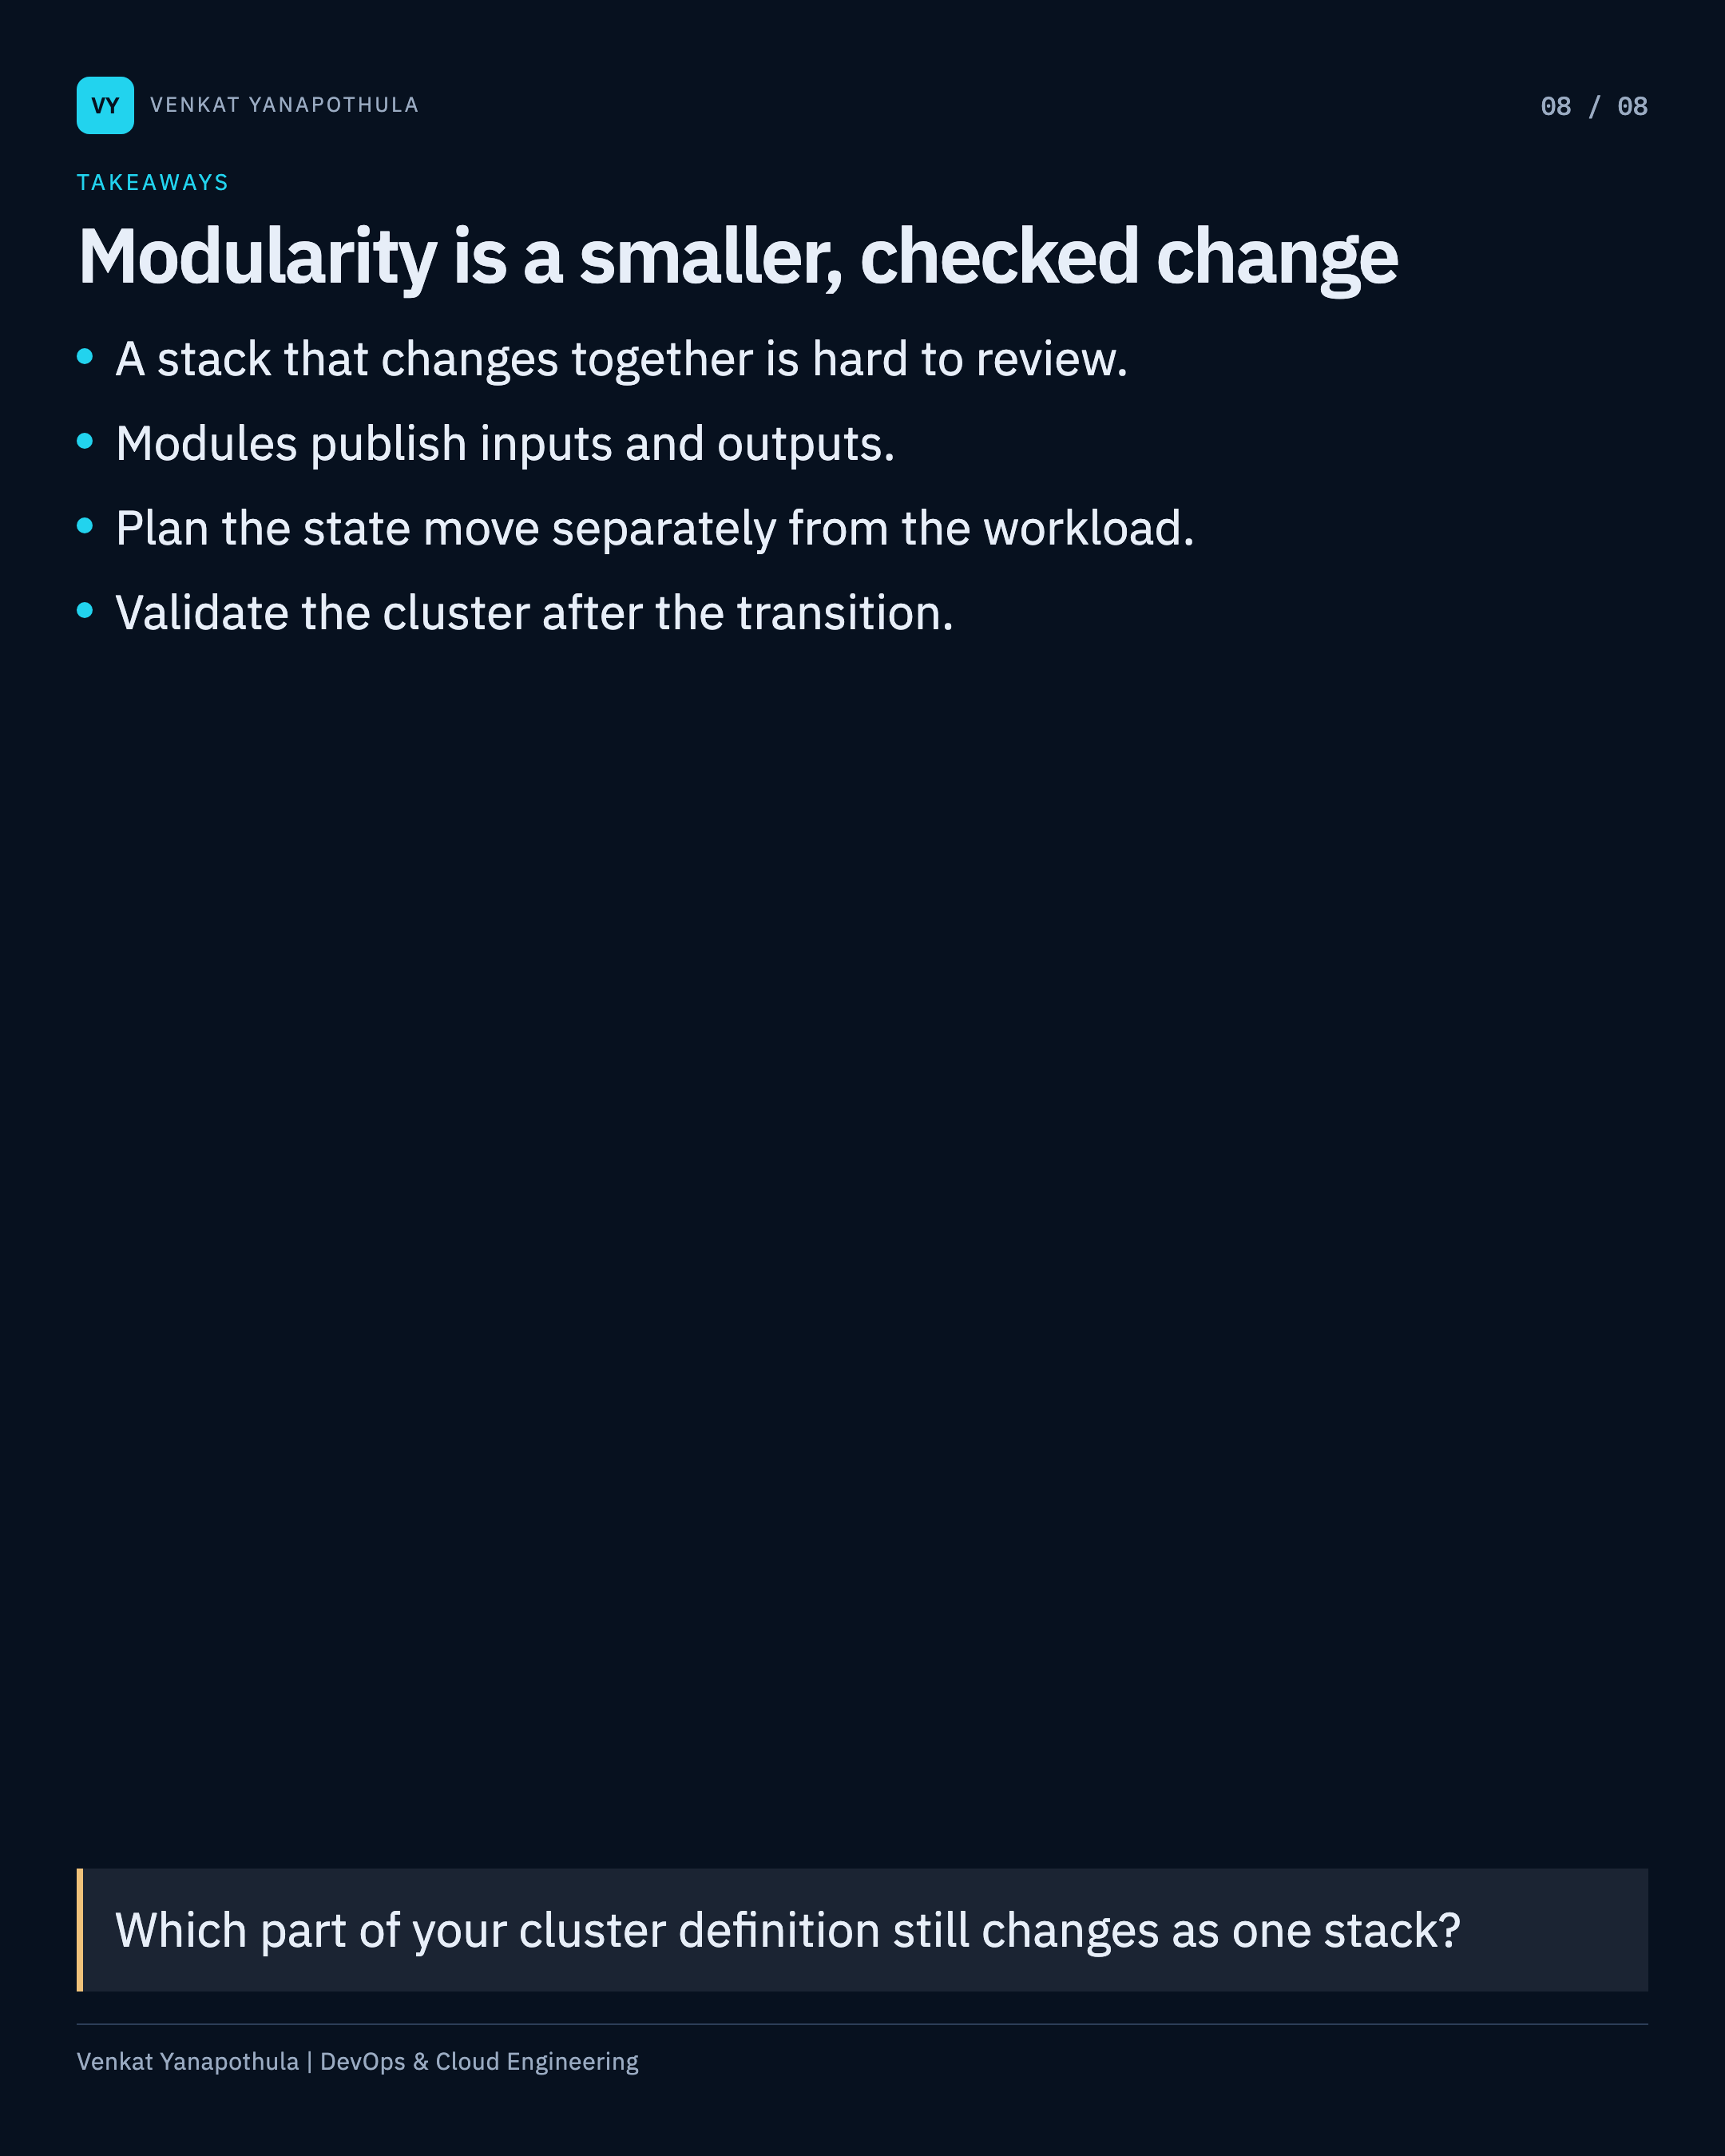 VY
VENKAT YANAPOTHULA
08 / 08
TAKEAWAYS
Modularity is a smaller, checked change
A stack that changes together is hard to review.
Modules publish inputs and outputs.
Plan the state move separately from the workload.
Validate the cluster after the transition.
Which part of your cluster definition still changes as one stack?
Venkat Yanapothula | DevOps & Cloud Engineering